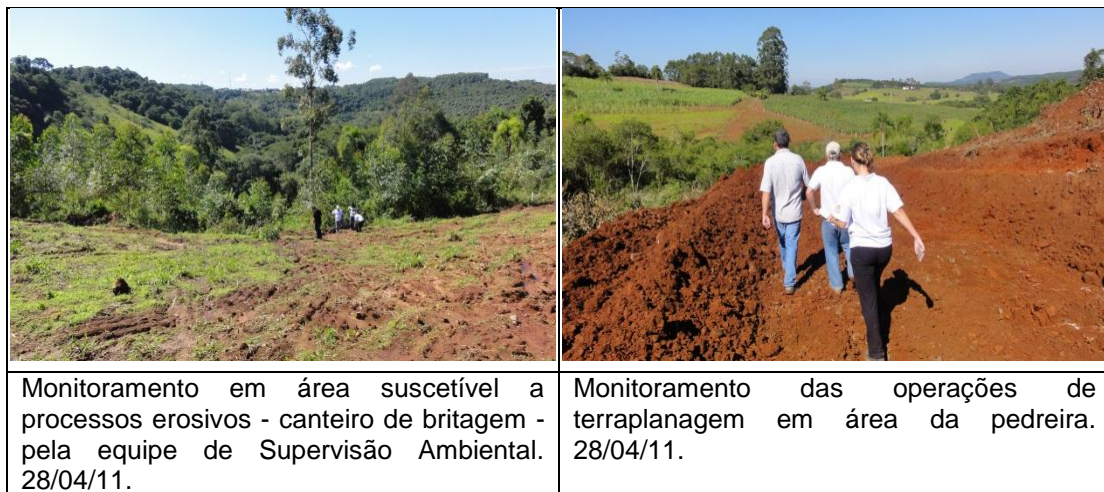 Monitoramento em área suscetível a
processos erosivos - canteiro de britagem -
pela equipe de Supervisão Ambiental.
28/04/11.
Monitoramento das operações de
terraplanagem em área da pedreira.
28/04/11.